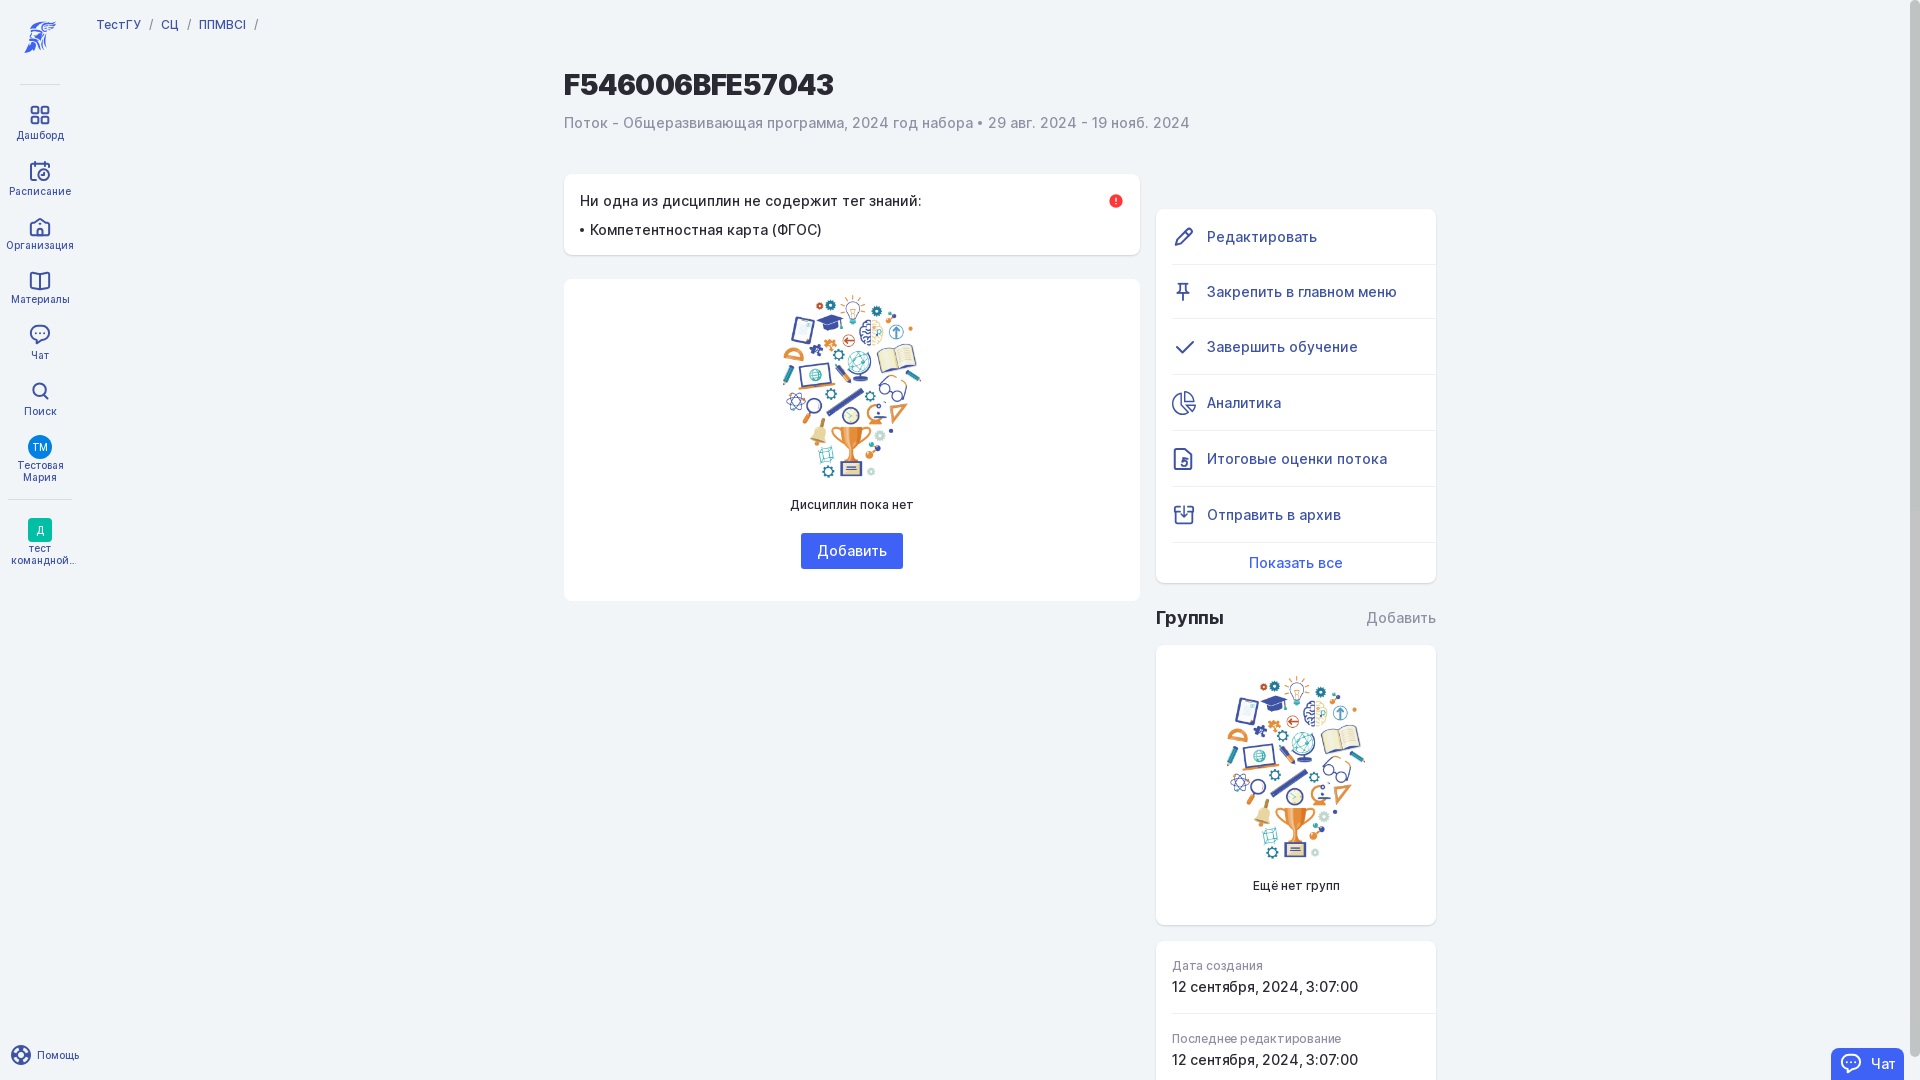 ТестГУ / СЦ / ППМВСI /
F546006BFE57043
Поток - Общеразвивающая программа, 2024 год набора • 29 авг. 2024 - 19 нояб. 2024
Дашборд
Расписание
Организация
Материалы
Чат
Поиск
ТМ
Тестовая
Мария
Д
тест
командной...
Помощь
Ни одна из дисциплин не содержит тег знаний:
• Компетентностная карта (ФГОС)
Дисциплин пока нет
Добавить
Редактировать
Закрепить в главном меню
Завершить обучение
Аналитика
Итоговые оценки потока
Отправить в архив
Показать все
Группы
Добавить
Ещё нет групп
Дата создания
12 сентября, 2024, 3:07:00
Последнее редактирование
12 сентября, 2024, 3:07:00
Чат